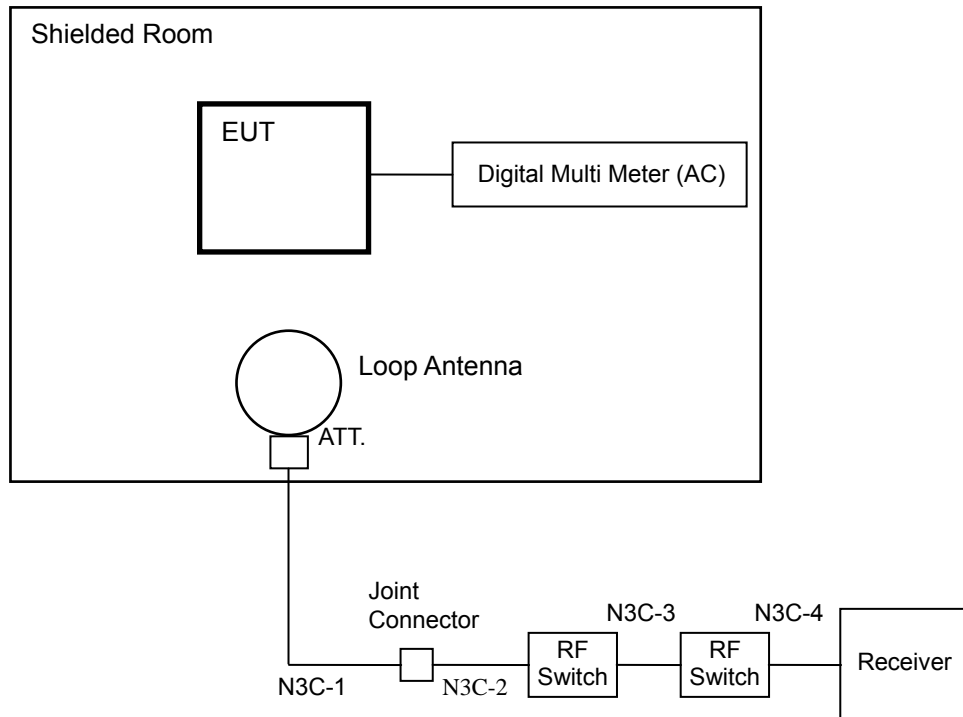 Shielded Room
EUT
Digital Multi Meter (AC)
Loop Antenna
ATT.
Joint
Connector
N3C-3
N3C-4
RF
Switch
RF
Switch
Receiver
N3C-1
N3C-2